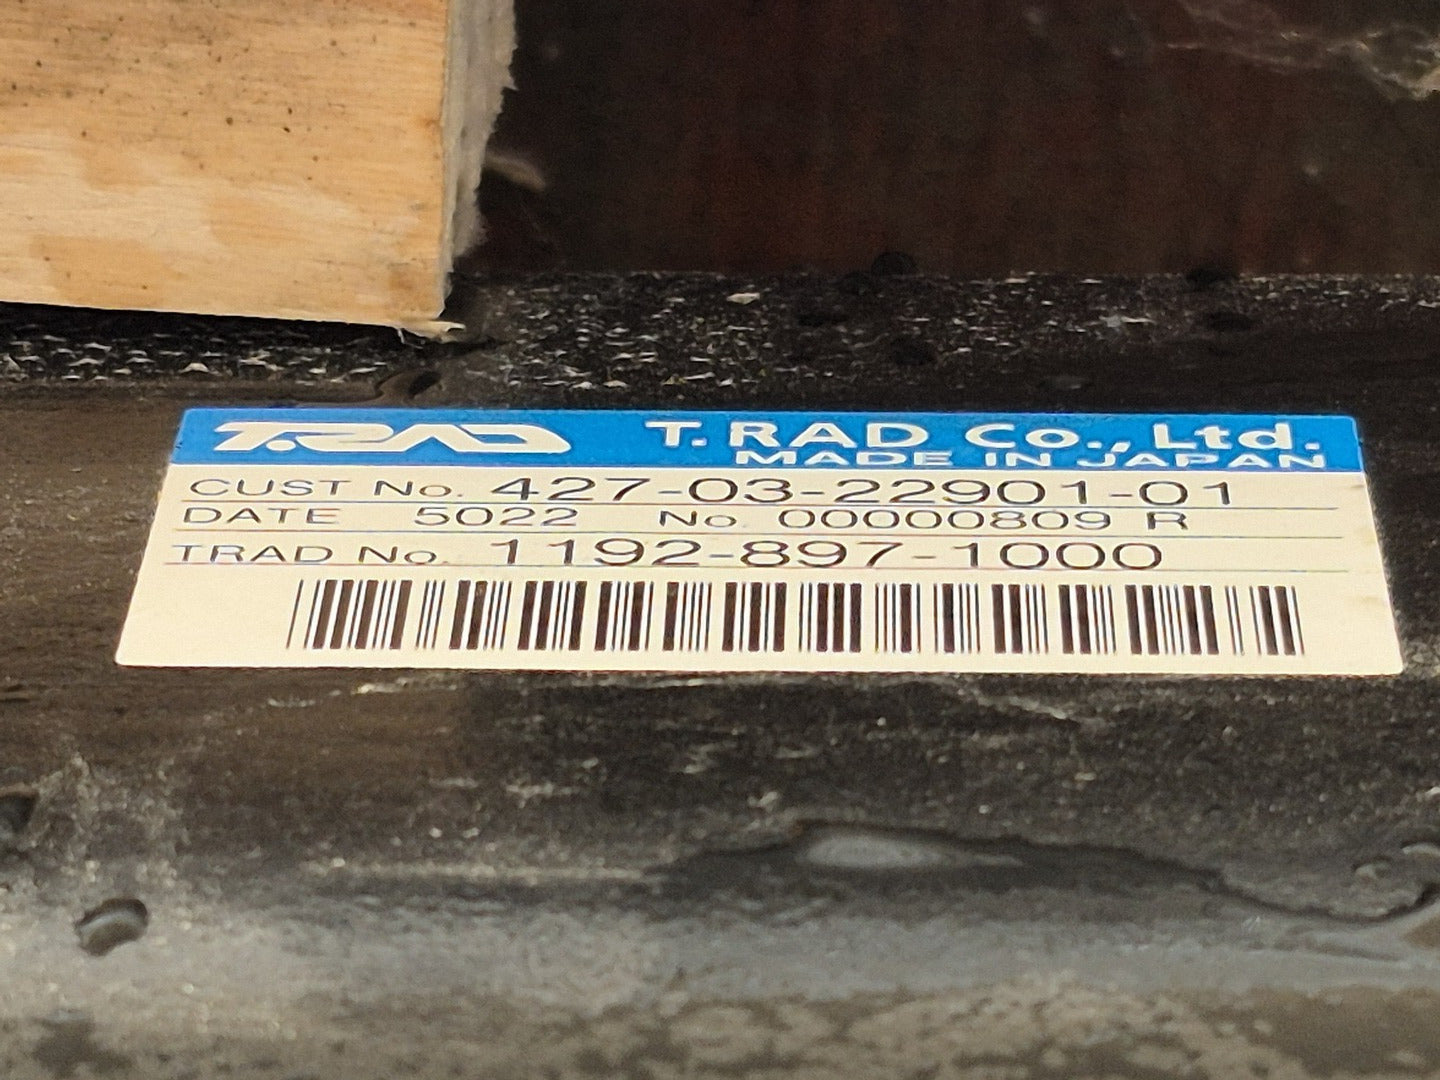 T.RAD T.RAD Co., Ltd.
MADE IN JAPAN
CUST No. 427-03-22901-01
DATE 5022 No. 00000809 R
TRAD No. 1192-897-1000